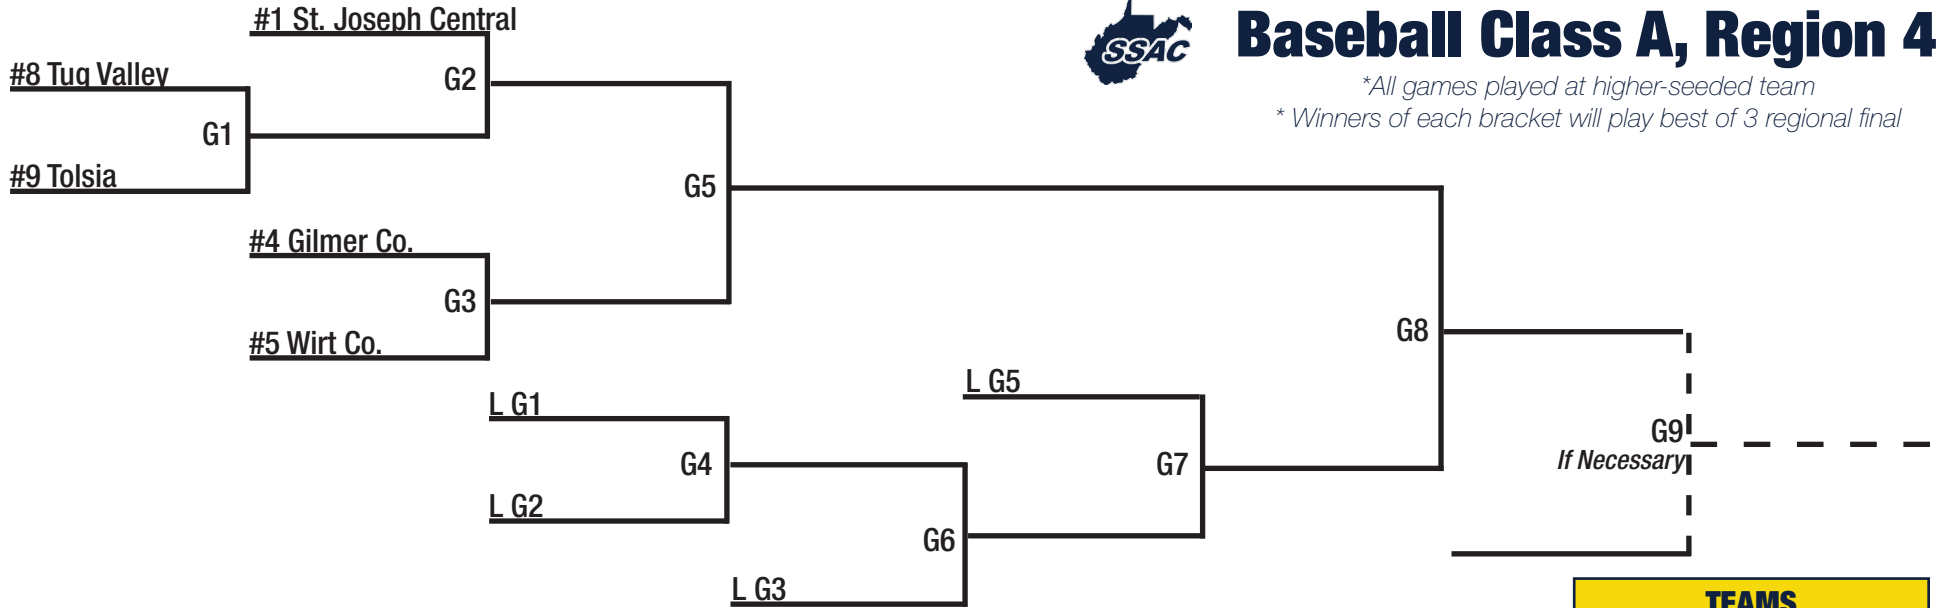 #1 St. Joseph Central
SSAC
Baseball Class A, Region 4
*All games played at higher-seeded team
* Winners of each bracket will play best of 3 regional final
#8 Tug Valley
G2
G1
#9 Tolsia
G5
#4 Gilmer Co.
G3
#5 Wirt Co.
G8
L G5
L G1
G9
If Necessary
G4
G7
L G2
G6
L G3
TEAMS